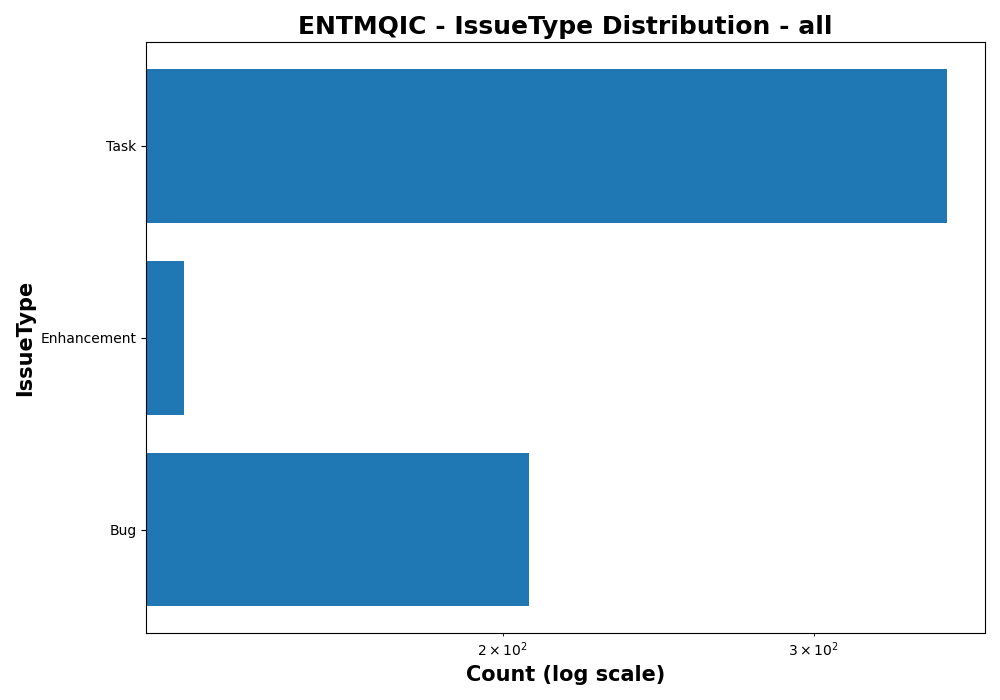 ENTMQIC - IssueType Distribution - all
Task
Enhancement
Bug
IssueType
2 × 10²
3 × 10²
Count (log scale)